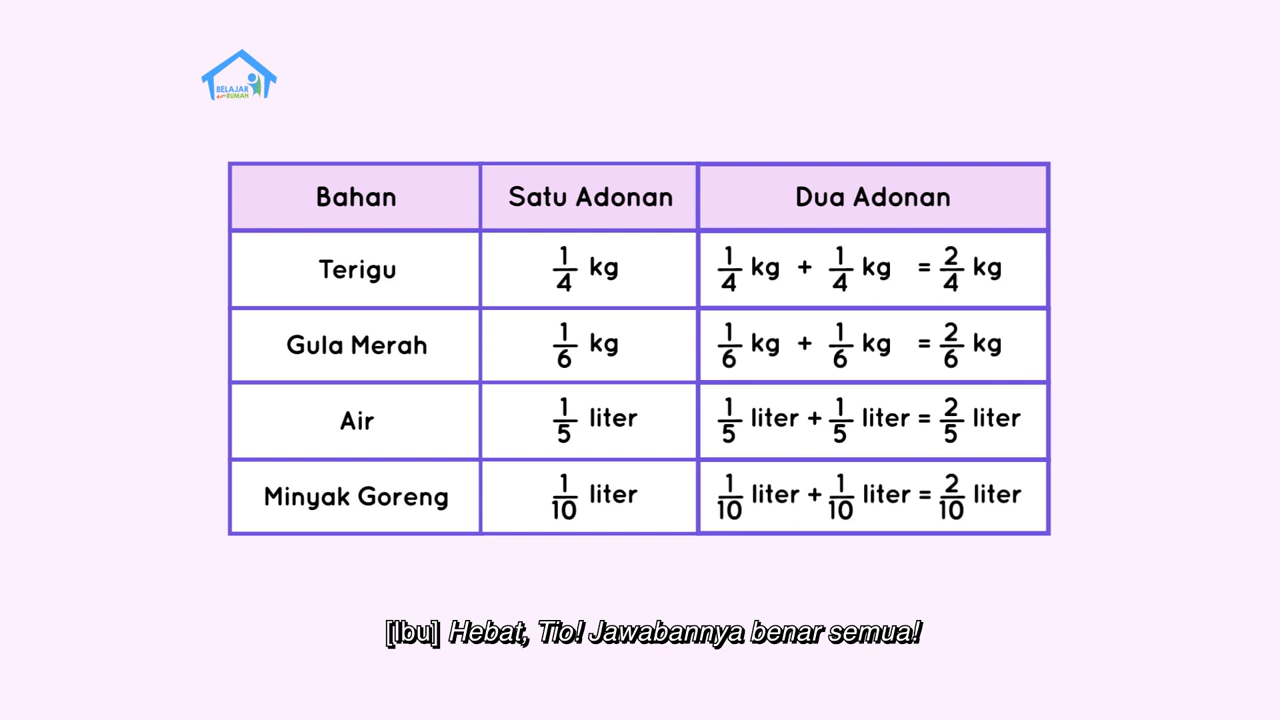 BELAJAR
dari RUMAH
Bahan Satu Adonan Dua Adonan
Terigu 1/4 kg 1/4 kg + 1/4 kg = 2/4 kg
Gula Merah 1/6 kg 1/6 kg + 1/6 kg = 2/6 kg
Air 1/5 liter 1/5 liter + 1/5 liter = 2/5 liter
Minyak Goreng 1/10 liter 1/10 liter + 1/10 liter = 2/10 liter
[Ibu] Hebat, Tio! Jawabannya benar semua!